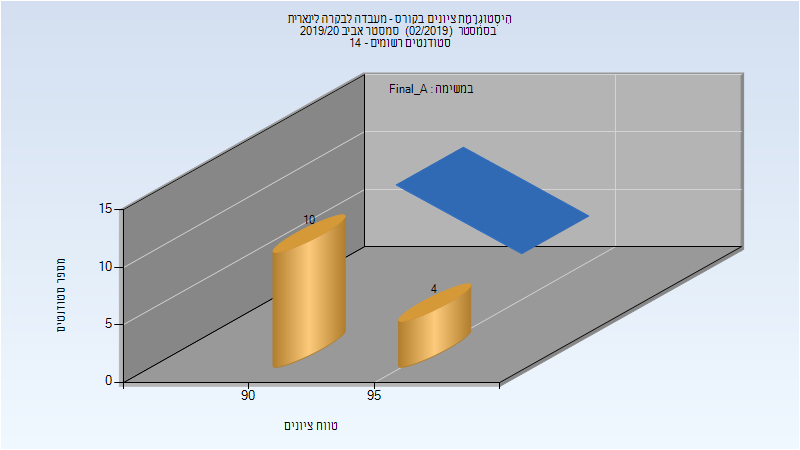 היסטוגרמת ציונים בקורס - מעבדה לבקרה לינארית
בסמסטר (02/2019) סמסטר אביב 2019/20
סטודנטים רשומים - 14
במשימה : Final_A
15
10
5
0
10
4
90
95
מספר סטודנטים
טווח ציונים